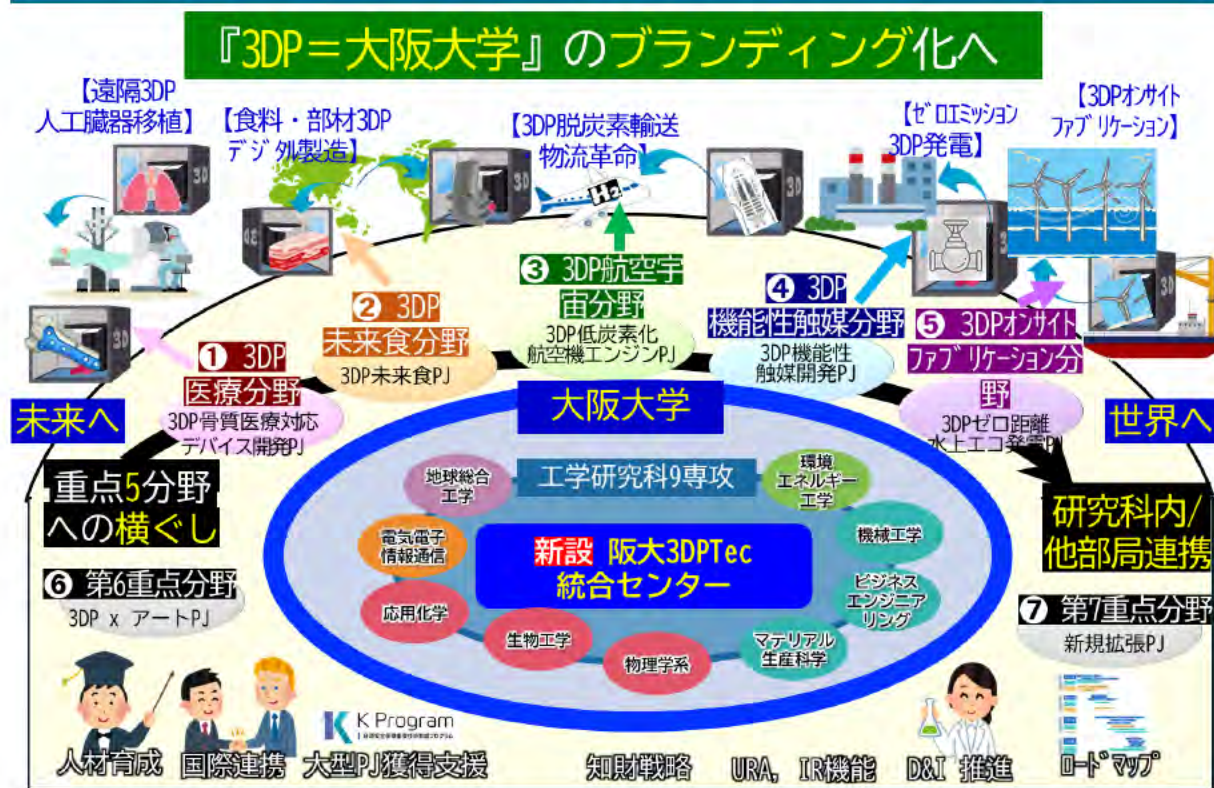 『3DP＝大阪大学』のブランディング化へ
【遠隔3DP
人工臓器移植】
【食料・部材3DP
デジタル製造】
【3DP脱炭素輸送
物流革命】
【ゼロエミッション
3DP発電】
【3DPオンサイト
ファブリケーション】
3D
3D
3D
H2
3D
3D
3D
3D
❶ 3DP
医療分野
3DP骨質医療対応
デバイス開発PJ
❷ 3DP
未来食分野
3DP未来食PJ
❸ 3DP航空宇
宙分野
3DP低炭素化
航空機エンジンPJ
❹ 3DP
機能性触媒分野
3DP機能性
触媒開発PJ
❺ 3DPオンサイト
ファブリケーション分
野
3DPゼロ距離
水上エコ発電PJ
未来へ
世界へ
大阪大学
工学研究科9専攻
地球総合
工学
環境
エネルギー
工学
電気電子
情報通信
機械工学
新設 阪大3DPTec
統合センター
応用化学
ビジネス
エンジニア
リング
生物工学
物理学系
マテリアル
生産科学
重点5分野
への横ぐし
❻ 第6重点分野
3DP x アートPJ
研究科内/
他部局連携
❼ 第7重点分野
新規拡張PJ
K Program
人材育成
国際連携
大型PJ獲得支援
知財戦略
URA, IR機能
D&I 推進
ロードマップ